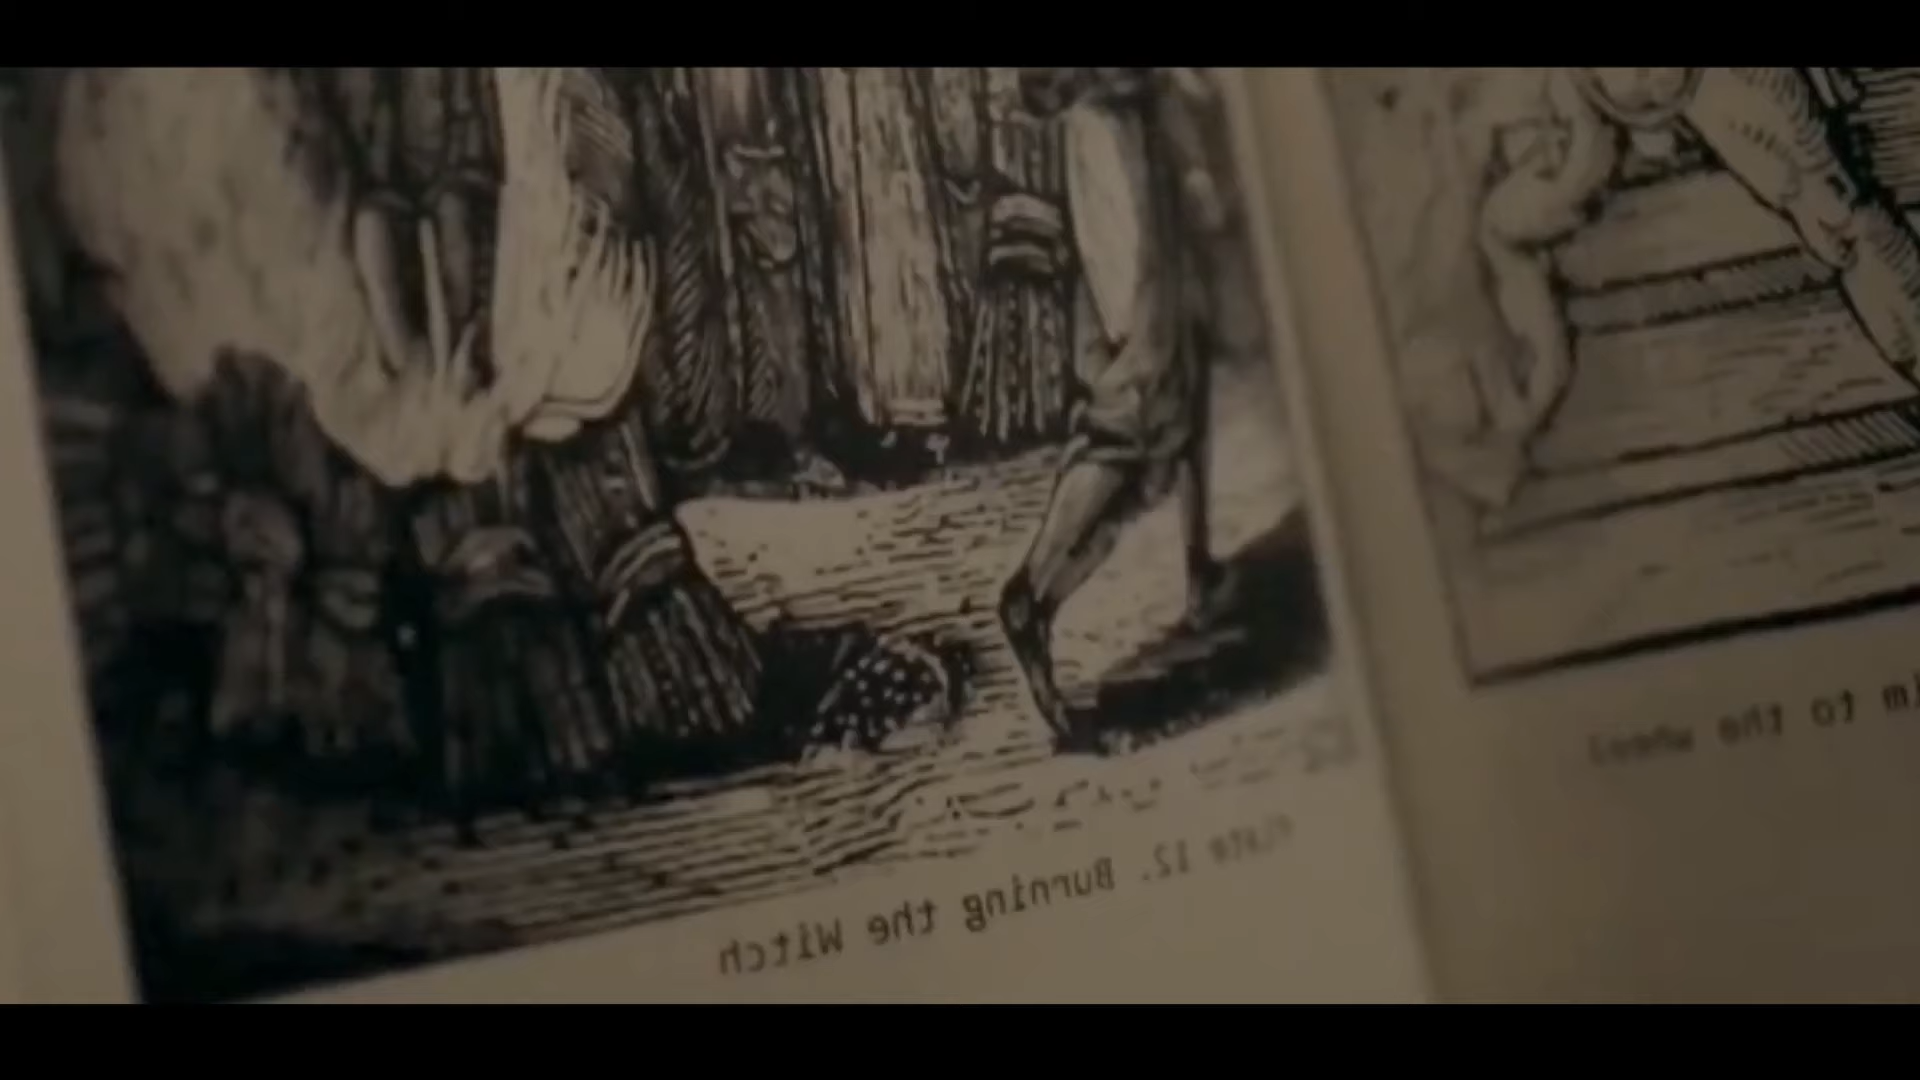 12. Burning the Witch
to the wheel